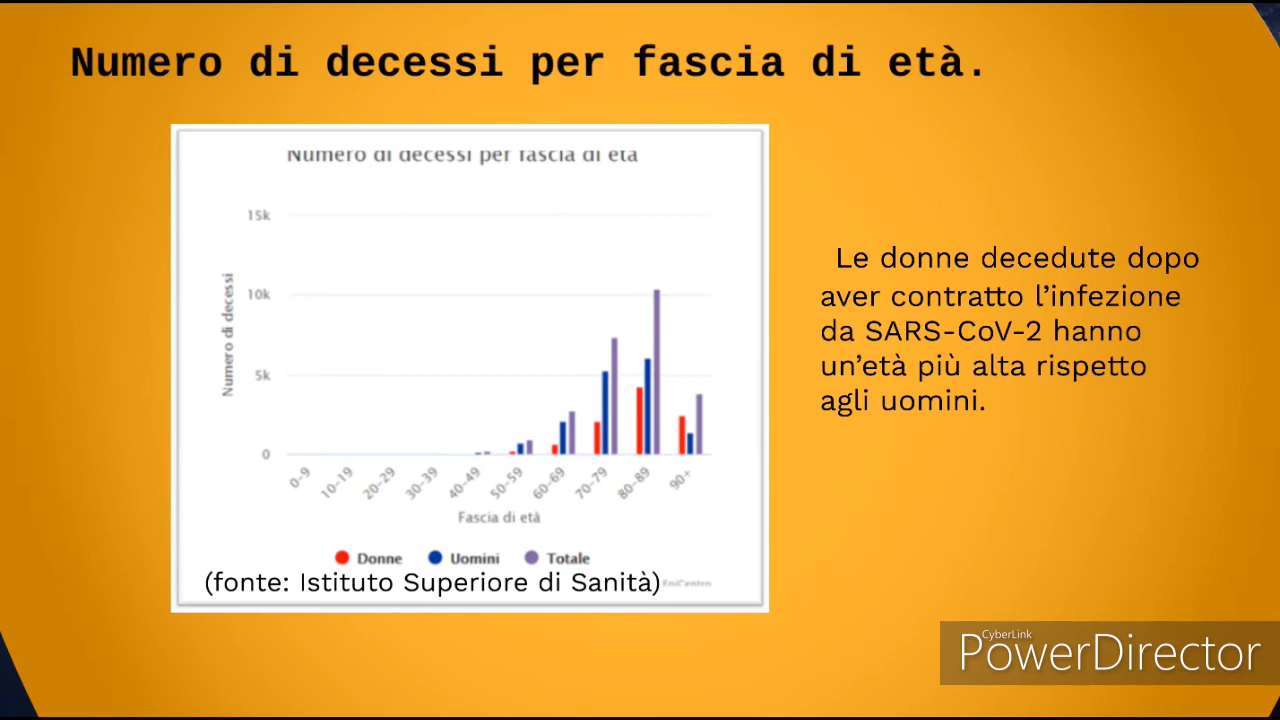 Numero di decessi per fascia di età.
Numero di decessi per fascia di età
15k
10k
5k
0
Numero di decessi
0-9
10-19
20-29
30-39
40-49
50-59
60-69
70-79
80-89
90+
Fascia di età
Donne Uomini Totale
(fonte: Istituto Superiore di Sanità)
EpiCentro
Le donne decedute dopo
aver contratto l'infezione
da SARS-CoV-2 hanno
un'età più alta rispetto
agli uomini.
CyberLink
PowerDirector